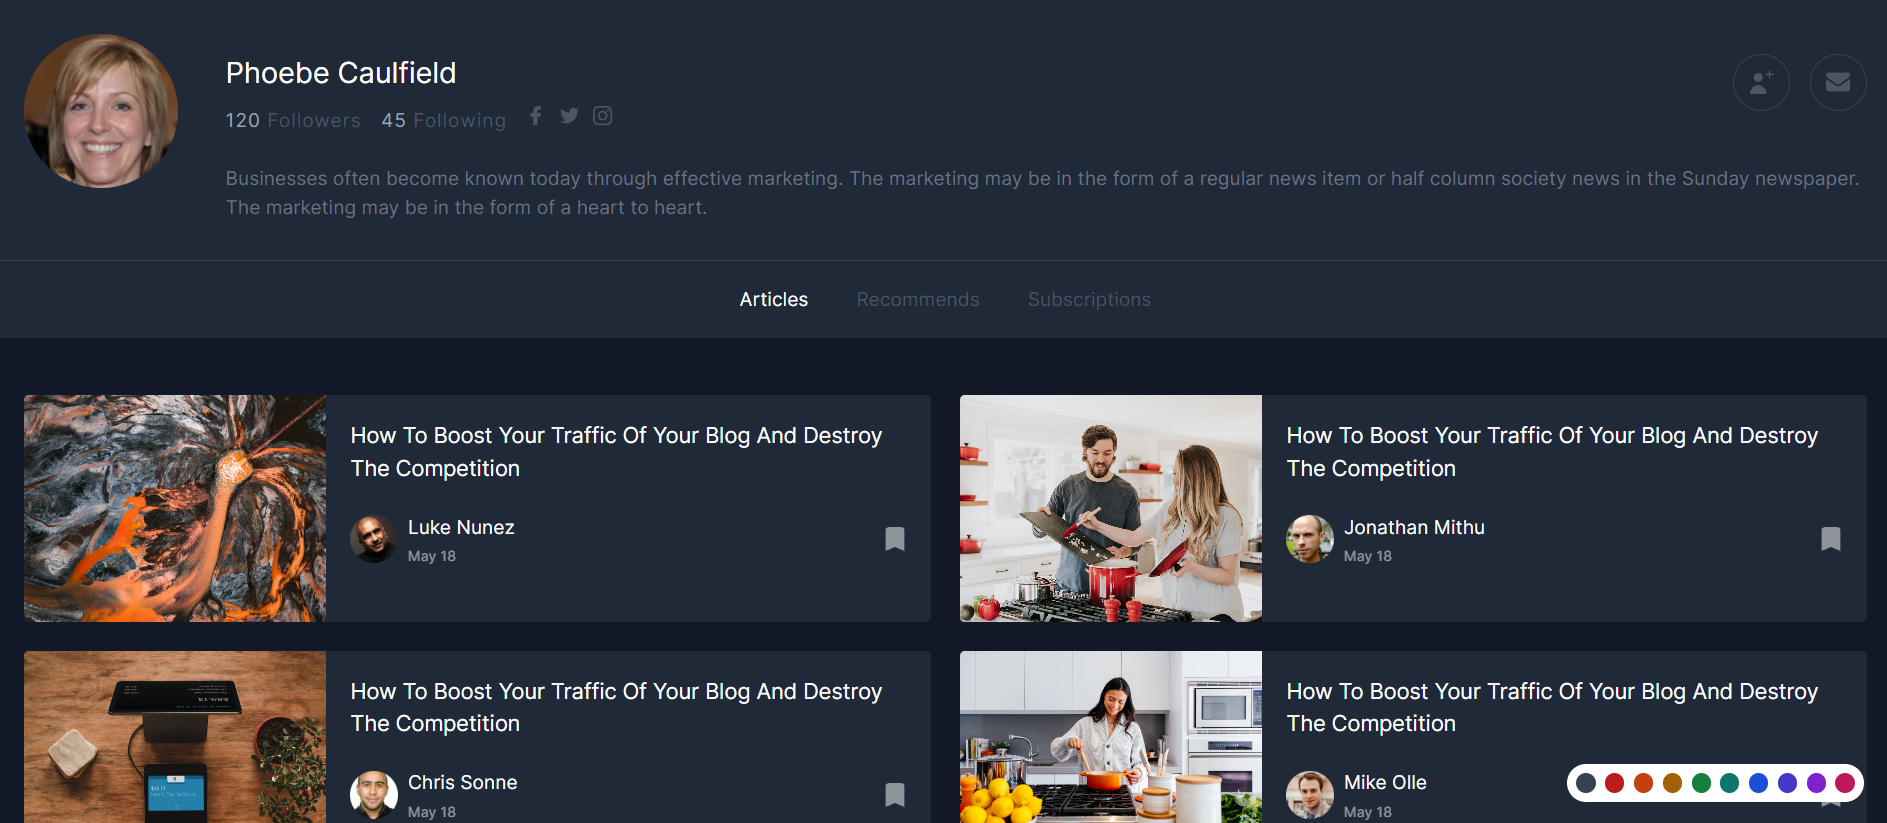 Phoebe Caulfield
120 Followers 45 Following
Businesses often become known today through effective marketing. The marketing may be in the form of a regular news item or half column society news in the Sunday newspaper.
The marketing may be in the form of a heart to heart.
Articles Recommends Subscriptions
How To Boost Your Traffic Of Your Blog And Destroy
The Competition
Luke Nunez
May 18
How To Boost Your Traffic Of Your Blog And Destroy
The Competition
Jonathan Mithu
May 18
How To Boost Your Traffic Of Your Blog And Destroy
The Competition
Chris Sonne
May 18
How To Boost Your Traffic Of Your Blog And Destroy
The Competition
Mike Olle
May 18